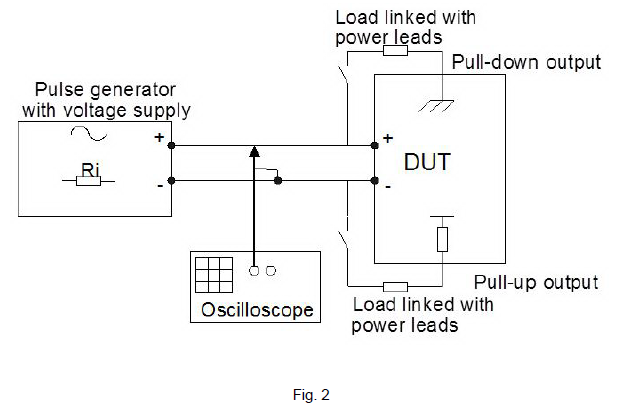 Load linked with
power leads
Pull-down output
Pulse generator
with voltage supply
+
+
Ri
DUT
-
-
Oscilloscope
Pull-up output
Load linked with
power leads
Fig. 2